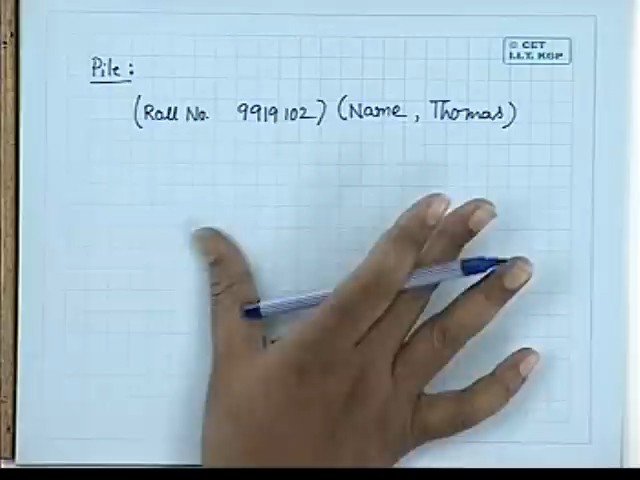 © CET
I.I.T. KGP
Pile:
(Roll No. 9919102) (Name, Thomas)